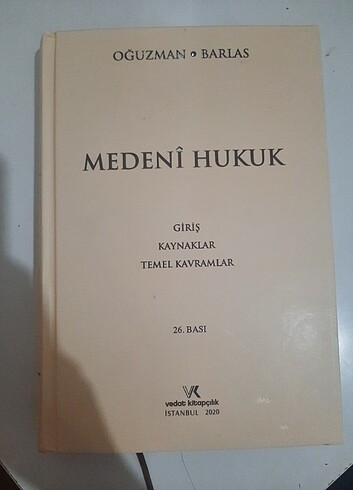 OĞUZMAN • BARLAS
MEDENÎ HUKUK
GİRİŞ
KAYNAKLAR
TEMEL KAVRAMLAR
26. BASI
VK
vedat kitapçılık
İSTANBUL 2020